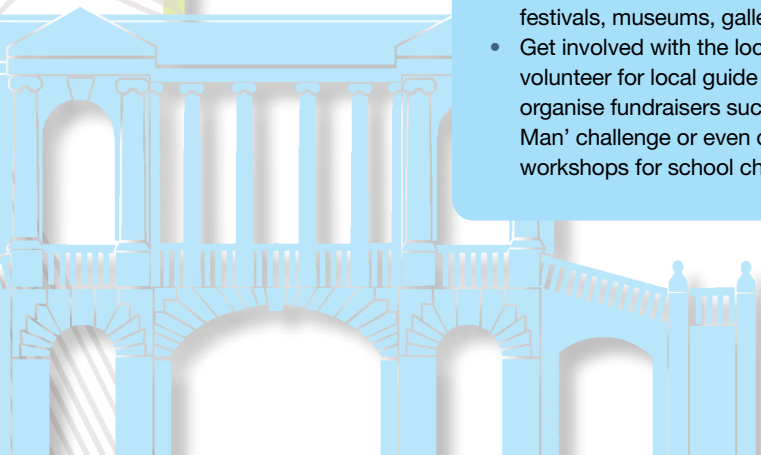 festivals, museums, galle
• Get involved with the loc
volunteer for local guide
organise fundraisers suc
Man’ challenge or even
workshops for school ch